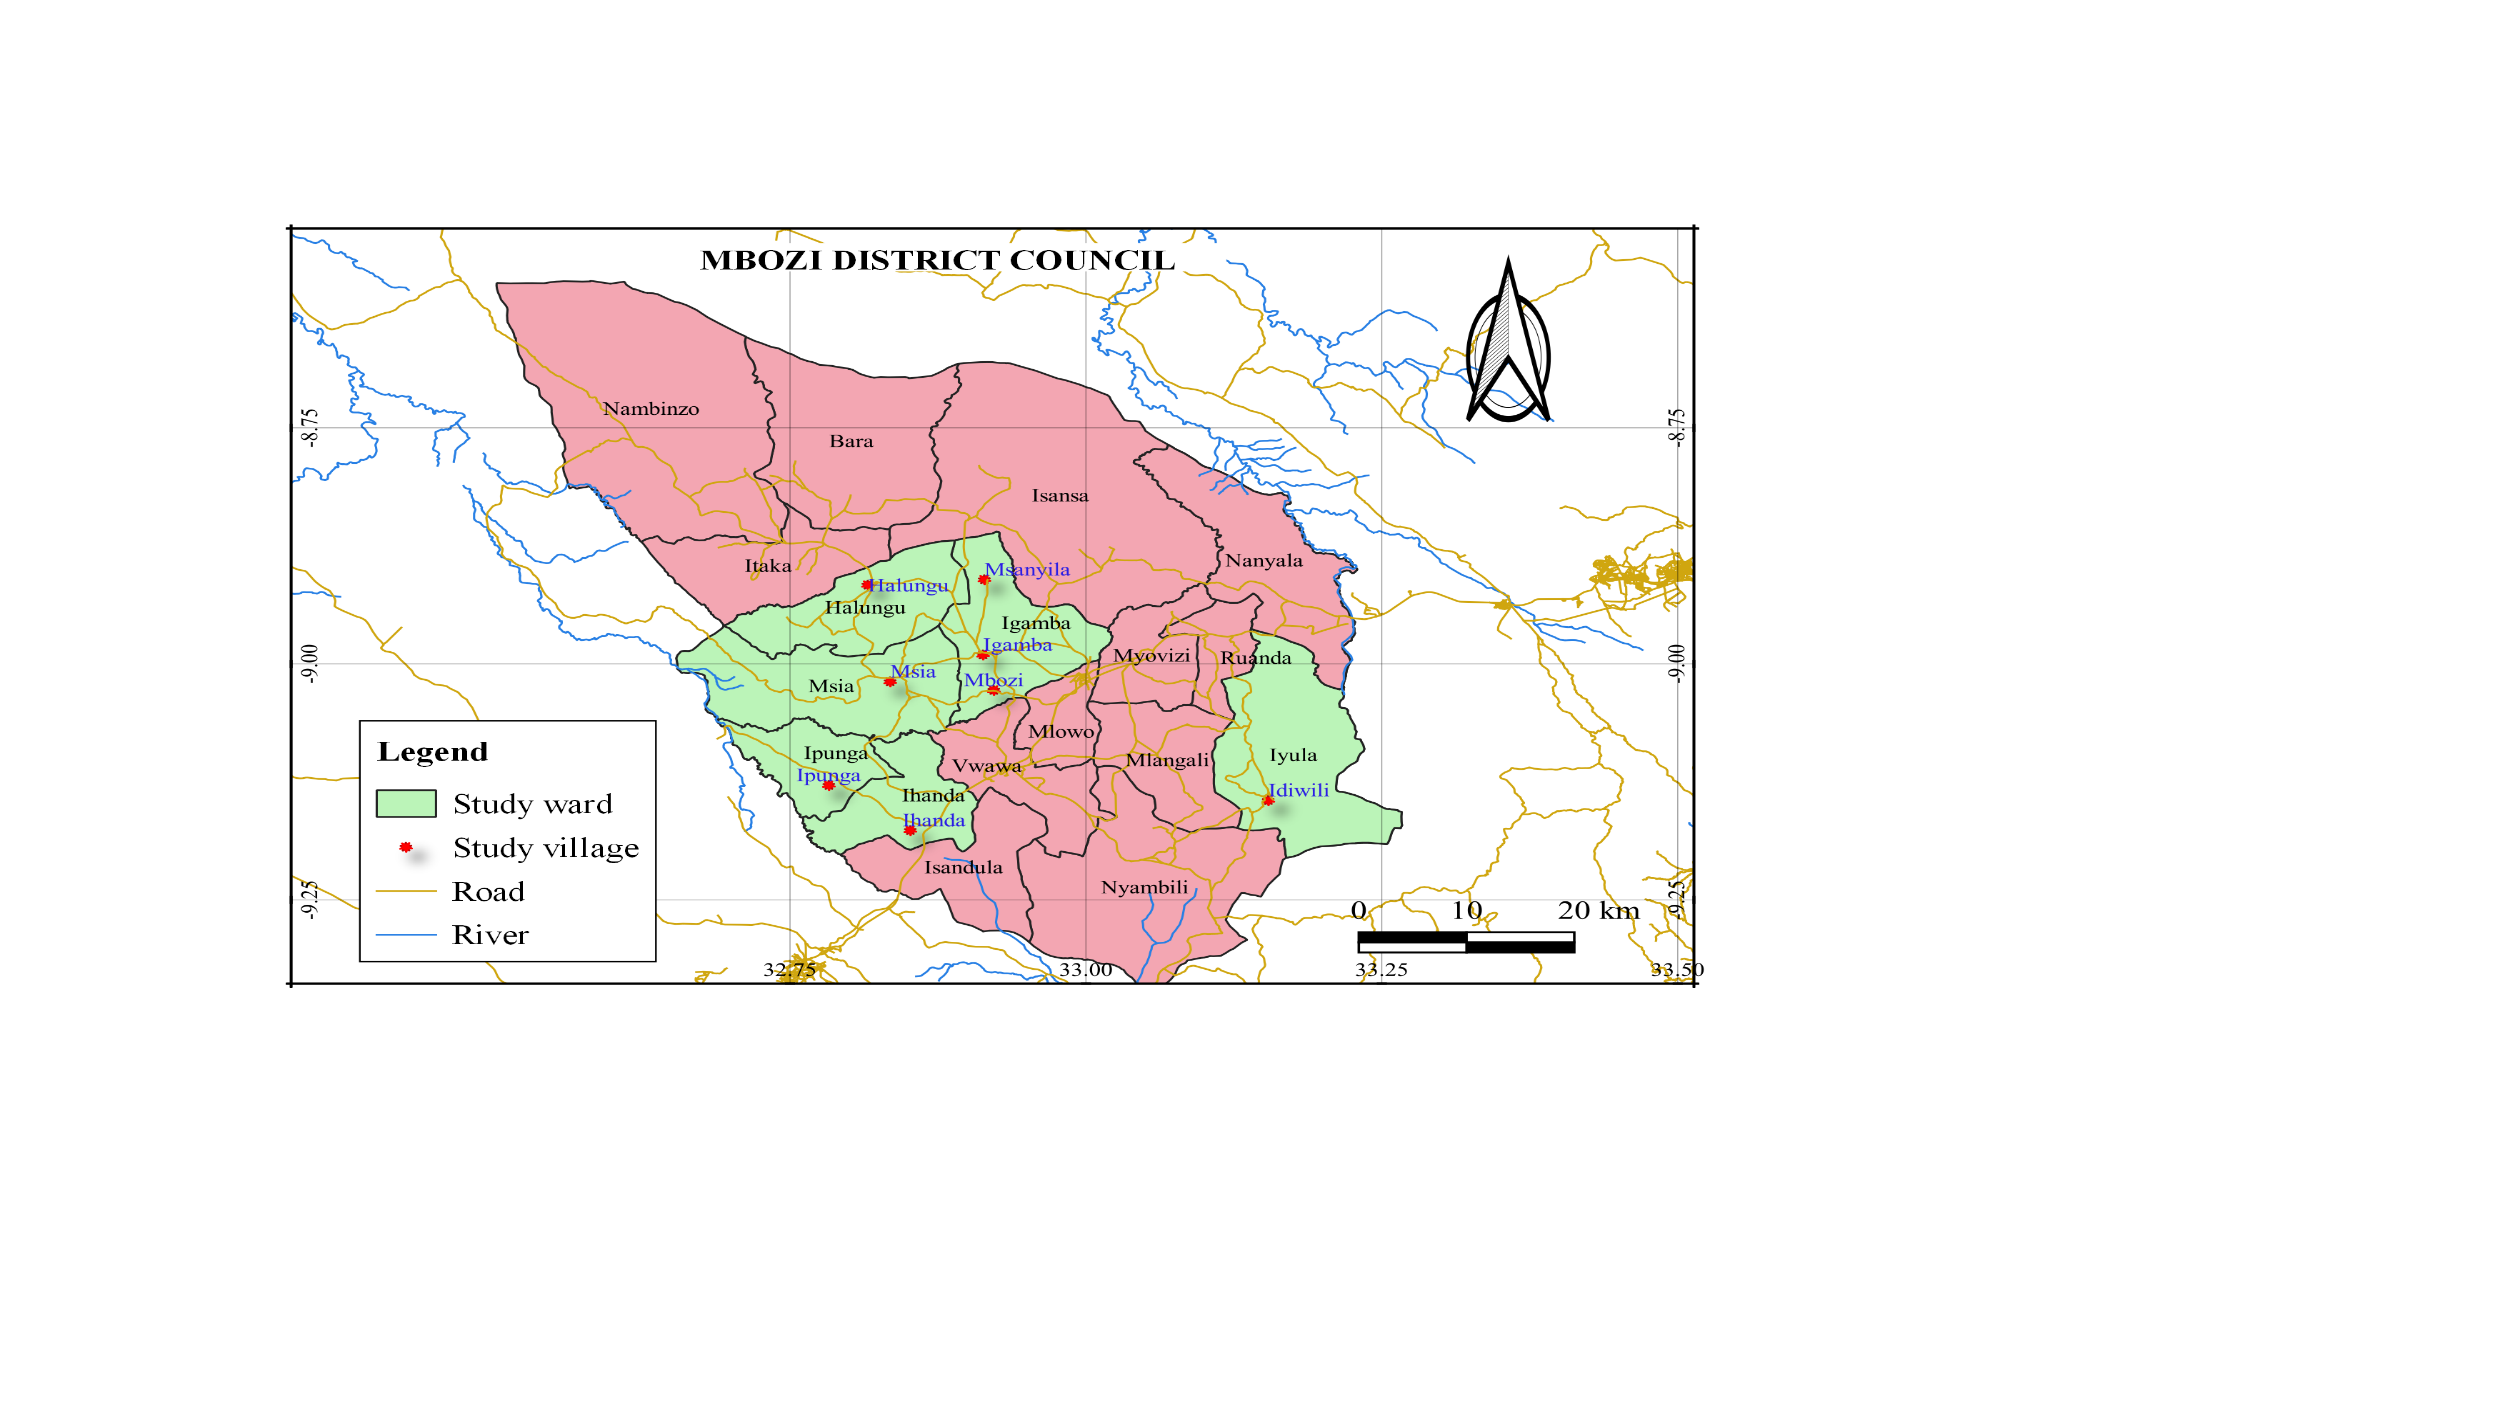 MBOZI DISTRICT COUNCIL
Nambinzo
-8.75
-8.75
Bara
Isansa
Nanyala
Itaka
Msanyila
Halungu
Halungu
Igamba
Igamba
Myovizi
Ruanda
-9.00
-9.00
Msia
Msia
Mbozi
Mlowo
Ipunga
Vwawa
Mlangali
Iyula
Ipunga
Idiwili
Ihanda
Ihanda
Isandula
Nyambili
Legend
Study ward
Study village
Road
River
-9.25
-9.25
0 10 20 km
32.75 33.00 33.25 33.50